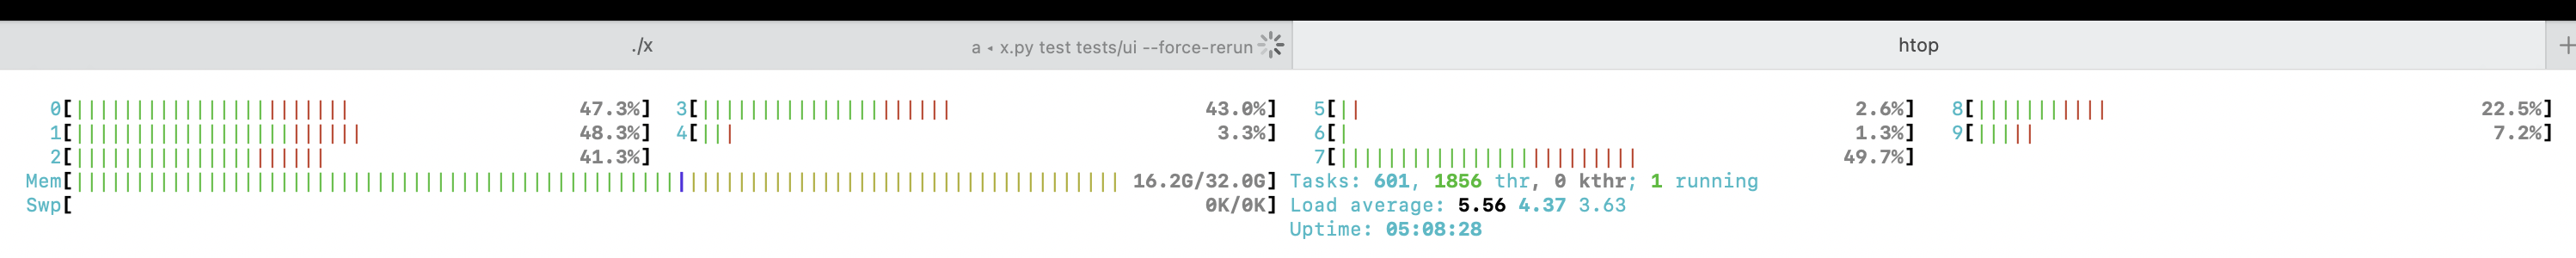 ./x a ◂ x.py test tests/ui --force-rerun htop +
0[|||||||||||||||||||||||47.3%] 3[|||||||||||||||||||||43.0%] 5[||2.6%] 8[|||||||||||22.5%]
1[||||||||||||||||||||||||48.3%] 4[|||3.3%] 6[|1.3%] 9[|||||7.2%]
2[|||||||||||||||||||||41.3%] 7[|||||||||||||||||||||||||49.7%]
Mem[|||||||||||||||||||||||||||||||||||||||||||||||||||||||||||||||||||||||||||||||||||||||16.2G/32.0G] Tasks: 601, 1856 thr, 0 kthr; 1 running
Swp[0K/0K] Load average: 5.56 4.37 3.63
Uptime: 05:08:28